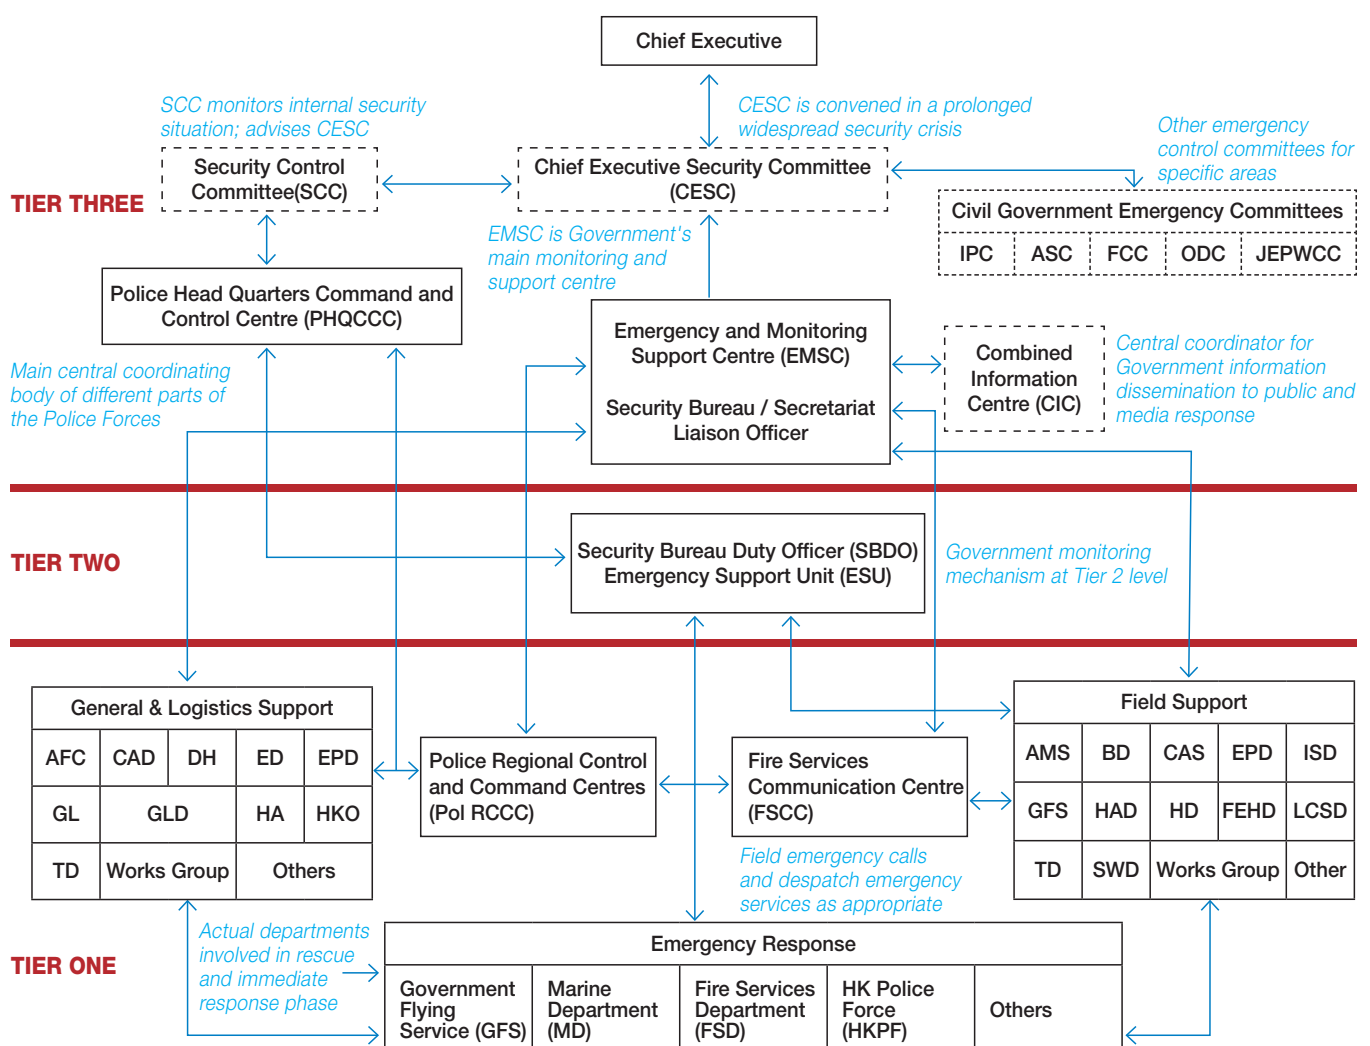 Chief Executive
SCC monitors internal security
situation; advises CESC
CESC is convened in a prolonged
widespread security crisis
Other emergency
control committees for
specific areas
Security Control
Committee(SCC)
Chief Executive Security Committee
(CESC)
TIER THREE
Civil Government Emergency Committees
IPC ASC FCC ODC JEPWCC
EMSC is Government's
main monitoring and
support centre
Police Head Quarters Command and
Control Centre (PHQCCC)
Emergency and Monitoring
Support Centre (EMSC)
Security Bureau / Secretariat
Liaison Officer
Combined
Information
Centre (CIC)
Central coordinator for
Government information
dissemination to public and
media response
Main central coordinating
body of different parts of
the Police Forces
TIER TWO
Security Bureau Duty Officer (SBDO)
Emergency Support Unit (ESU)
Government monitoring
mechanism at Tier 2 level
General & Logistics Support
AFC CAD DH ED EPD
GL GLD HA HKO
TD Works Group Others
Police Regional Control
and Command Centres
(Pol RCCC)
Fire Services
Communication Centre
(FSCC)
Field Support
AMS BD CAS EPD ISD
GFS HAD HD FEHD LCSD
TD SWD Works Group Other
Field emergency calls
and despatch emergency
services as appropriate
Actual departments
involved in rescue
and immediate
response phase
TIER ONE
Emergency Response
Government
Flying
Service (GFS)
Marine
Department
(MD)
Fire Services
Department
(FSD)
HK Police
Force
(HKPF)
Others